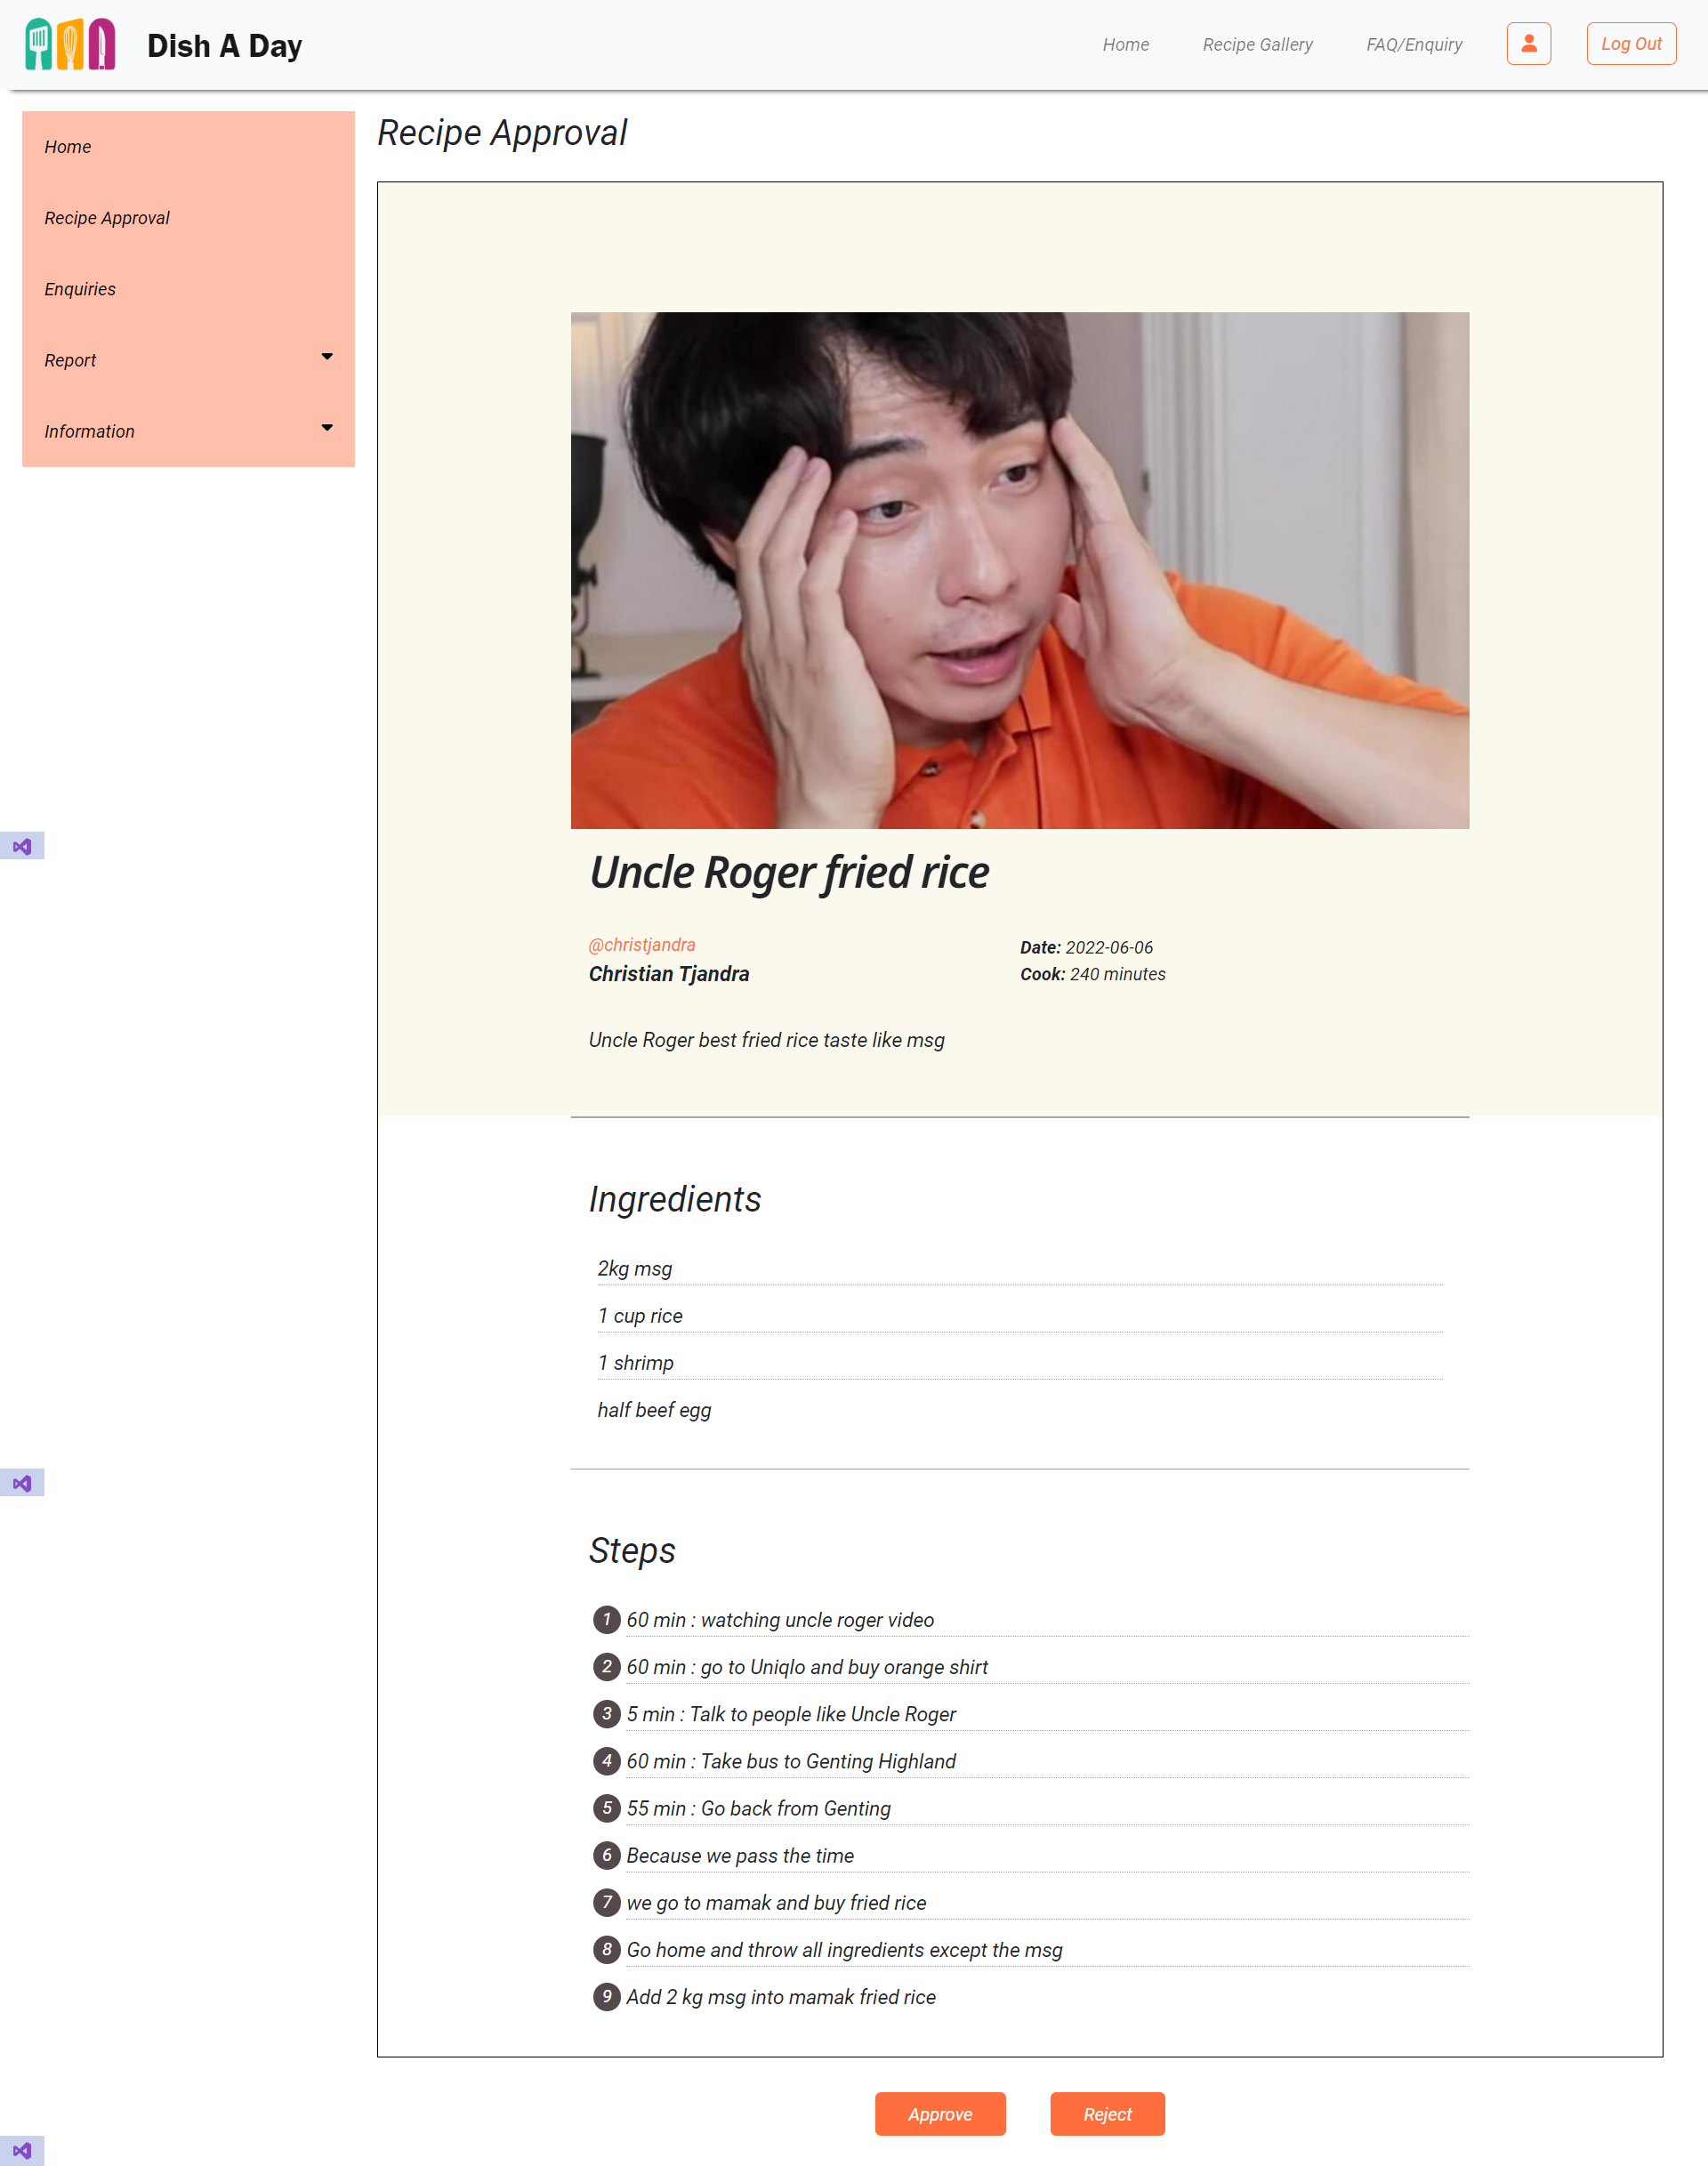 Dish A Day
Home
Recipe Gallery
FAQ/Enquiry
Log Out
Home
Recipe Approval
Enquiries
Report
Information
Recipe Approval
Uncle Roger fried rice
@christjandra
Christian Tjandra
Date: 2022-06-06
Cook: 240 minutes
Uncle Roger best fried rice taste like msg
Ingredients
2kg msg
1 cup rice
1 shrimp
half beef egg
Steps
1 60 min : watching uncle roger video
2 60 min : go to Uniqlo and buy orange shirt
3 5 min : Talk to people like Uncle Roger
4 60 min : Take bus to Genting Highland
5 55 min : Go back from Genting
6 Because we pass the time
7 we go to mamak and buy fried rice
8 Go home and throw all ingredients except the msg
9 Add 2 kg msg into mamak fried rice
Approve
Reject